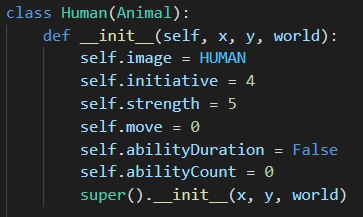 class Human(Animal):
    def __init__(self, x, y, world):
        self.image = HUMAN
        self.initiative = 4
        self.strength = 5
        self.move = 0
        self.abilityDuration = False
        self.abilityCount = 0
        super().__init__(x, y, world)